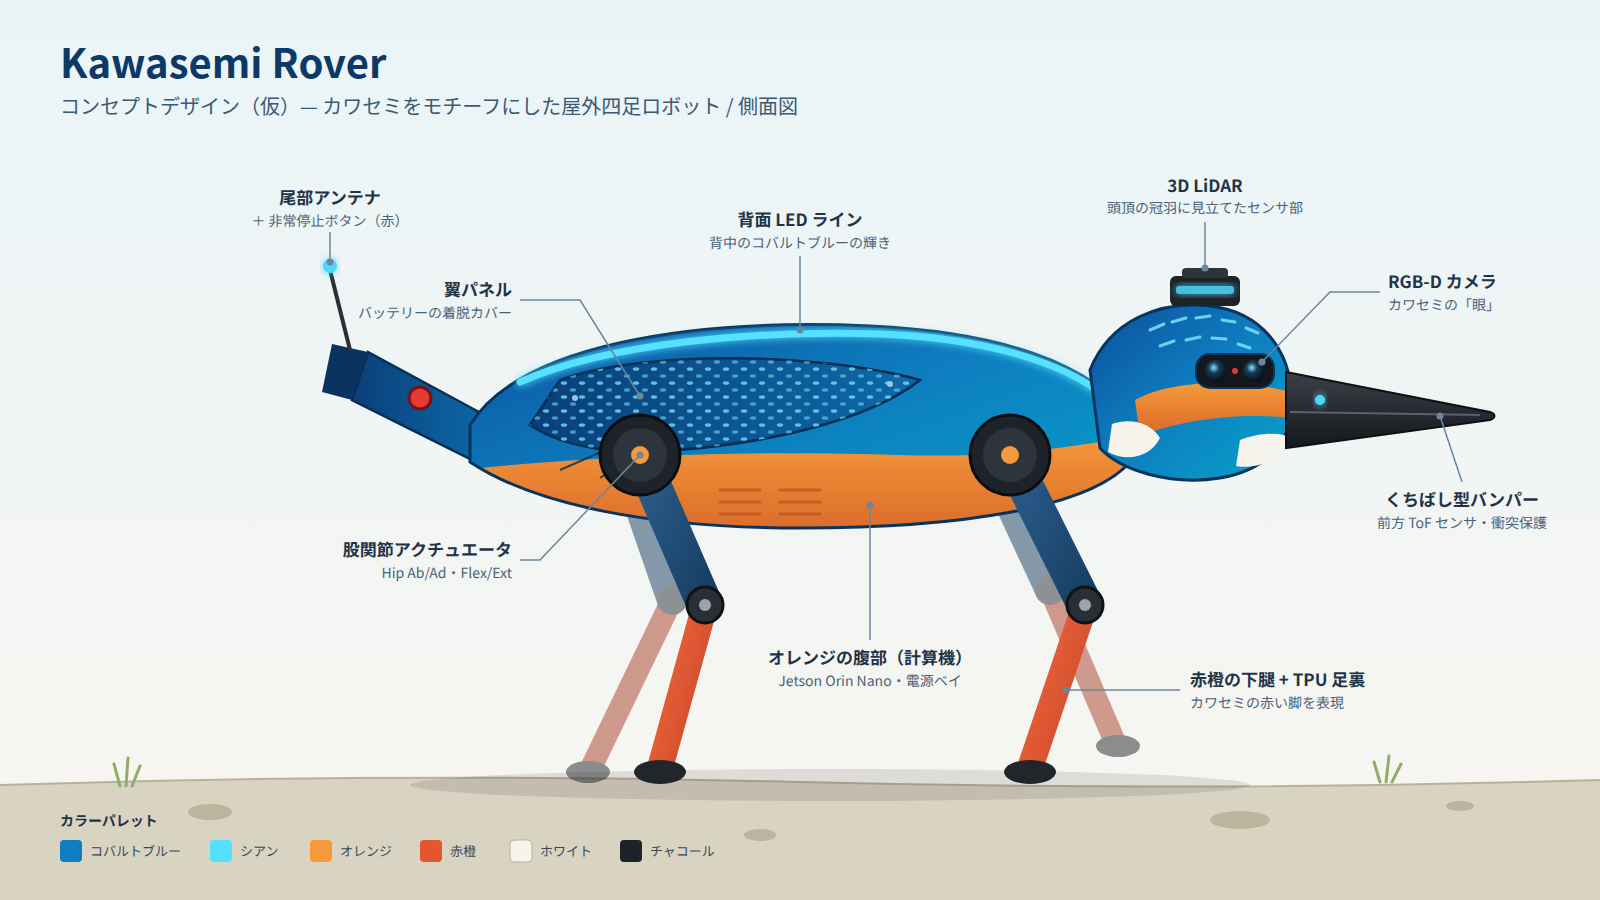 Kawasemi Rover
コンセプトデザイン（仮）— カワセミをモチーフにした屋外四足ロボット / 側面図
尾部アンテナ
＋ 非常停止ボタン（赤）
背面 LED ライン
背中のコバルトブルーの輝き
3D LiDAR
頭頂の冠羽に見立てたセンサ部
翼パネル
バッテリーの着脱カバー
RGB-D カメラ
カワセミの「眼」
くちばし型バンパー
前方 ToF センサ・衝突保護
股関節アクチュエータ
Hip Ab/Ad・Flex/Ext
オレンジの腹部（計算機）
Jetson Orin Nano・電源ベイ
赤橙の下腿 + TPU 足裏
カワセミの赤い脚を表現
カラーパレット
コバルトブルー シアン オレンジ 赤橙 ホワイト チャコール